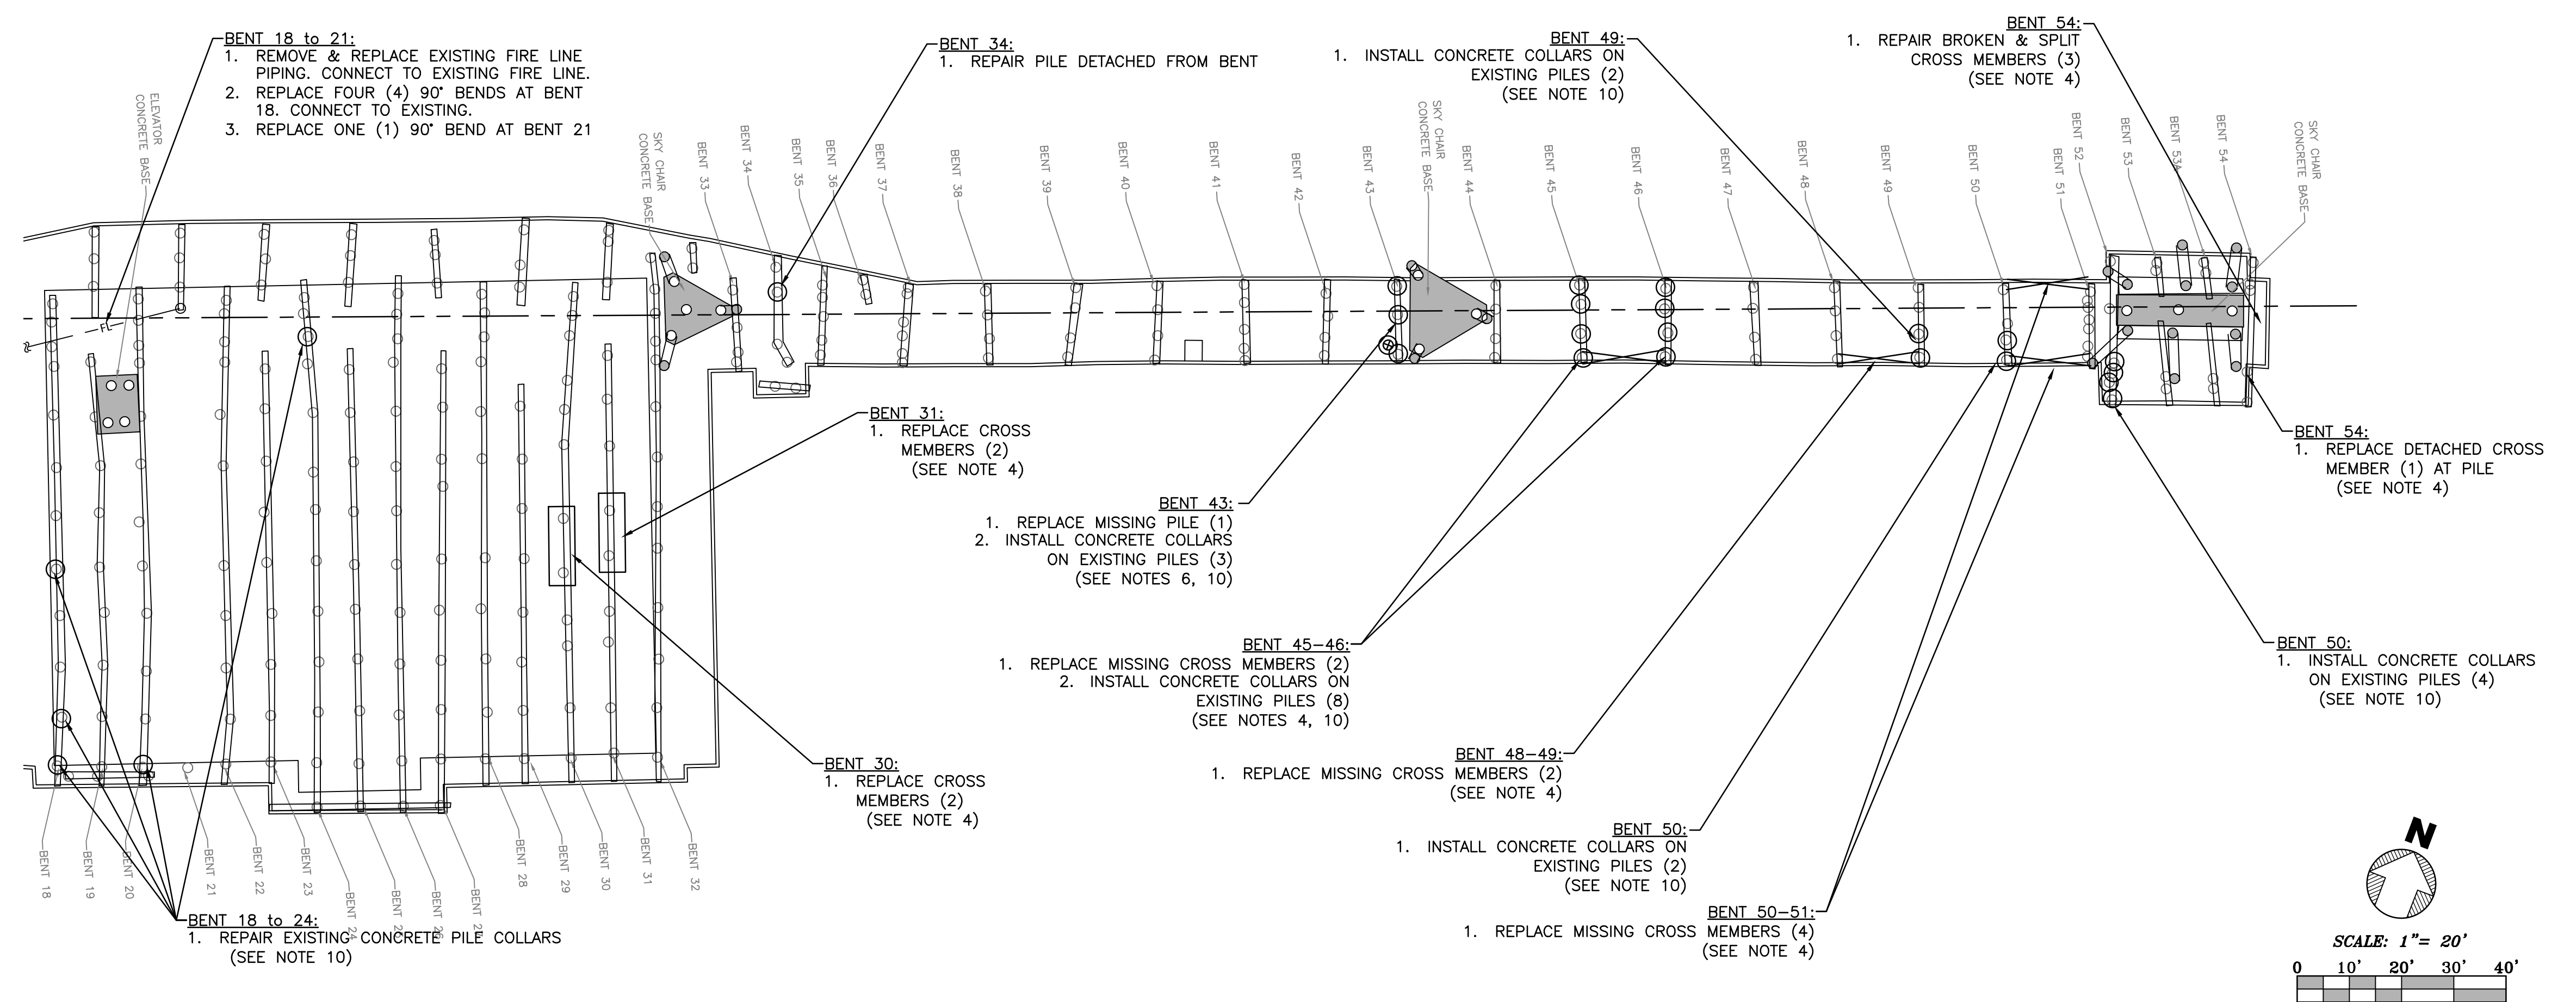 BENT 18 to 21:
1. REMOVE & REPLACE EXISTING FIRE LINE
PIPING. CONNECT TO EXISTING FIRE LINE.
2. REPLACE FOUR (4) 90° BENDS AT BENT
18. CONNECT TO EXISTING.
3. REPLACE ONE (1) 90° BEND AT BENT 21
BENT 34:
1. REPAIR PILE DETACHED FROM BENT
BENT 49:
1. INSTALL CONCRETE COLLARS ON
EXISTING PILES (2)
(SEE NOTE 10)
BENT 54:
1. REPAIR BROKEN & SPLIT
CROSS MEMBERS (3)
(SEE NOTE 4)
ELEVATOR
CONCRETE BASE
SKY CHAIR
CONCRETE BASE
BENT 33
BENT 34
BENT 35
BENT 36
BENT 37
BENT 38
BENT 39
BENT 40
BENT 41
BENT 42
BENT 43
SKY CHAIR
CONCRETE BASE
BENT 44
BENT 45
BENT 46
BENT 47
BENT 48
BENT 49
BENT 50
BENT 51
BENT 52
BENT 53
BENT 53A
BENT 54
SKY CHAIR
CONCRETE BASE
FL
BENT 31:
1. REPLACE CROSS
MEMBERS (2)
(SEE NOTE 4)
BENT 54:
1. REPLACE DETACHED CROSS
MEMBER (1) AT PILE
(SEE NOTE 4)
BENT 43:
1. REPLACE MISSING PILE (1)
2. INSTALL CONCRETE COLLARS
ON EXISTING PILES (3)
(SEE NOTES 6, 10)
BENT 45-46:
1. REPLACE MISSING CROSS MEMBERS (2)
2. INSTALL CONCRETE COLLARS ON
EXISTING PILES (8)
(SEE NOTES 4, 10)
BENT 50:
1. INSTALL CONCRETE COLLARS
ON EXISTING PILES (4)
(SEE NOTE 10)
BENT 48-49:
1. REPLACE MISSING CROSS MEMBERS (2)
(SEE NOTE 4)
BENT 30:
1. REPLACE CROSS
MEMBERS (2)
(SEE NOTE 4)
BENT 50:
1. INSTALL CONCRETE COLLARS ON
EXISTING PILES (2)
(SEE NOTE 10)
BENT 50-51:
1. REPLACE MISSING CROSS MEMBERS (4)
(SEE NOTE 4)
BENT 18
BENT 19
BENT 20
BENT 21
BENT 22
BENT 23
BENT 24
BENT
BENT
BENT
BENT 28
BENT 29
BENT 30
BENT 31
BENT 32
BENT 18 to 24:
1. REPAIR EXISTING CONCRETE PILE COLLARS
(SEE NOTE 10)
N
SCALE: 1"= 20'
0 10' 20' 30' 40'